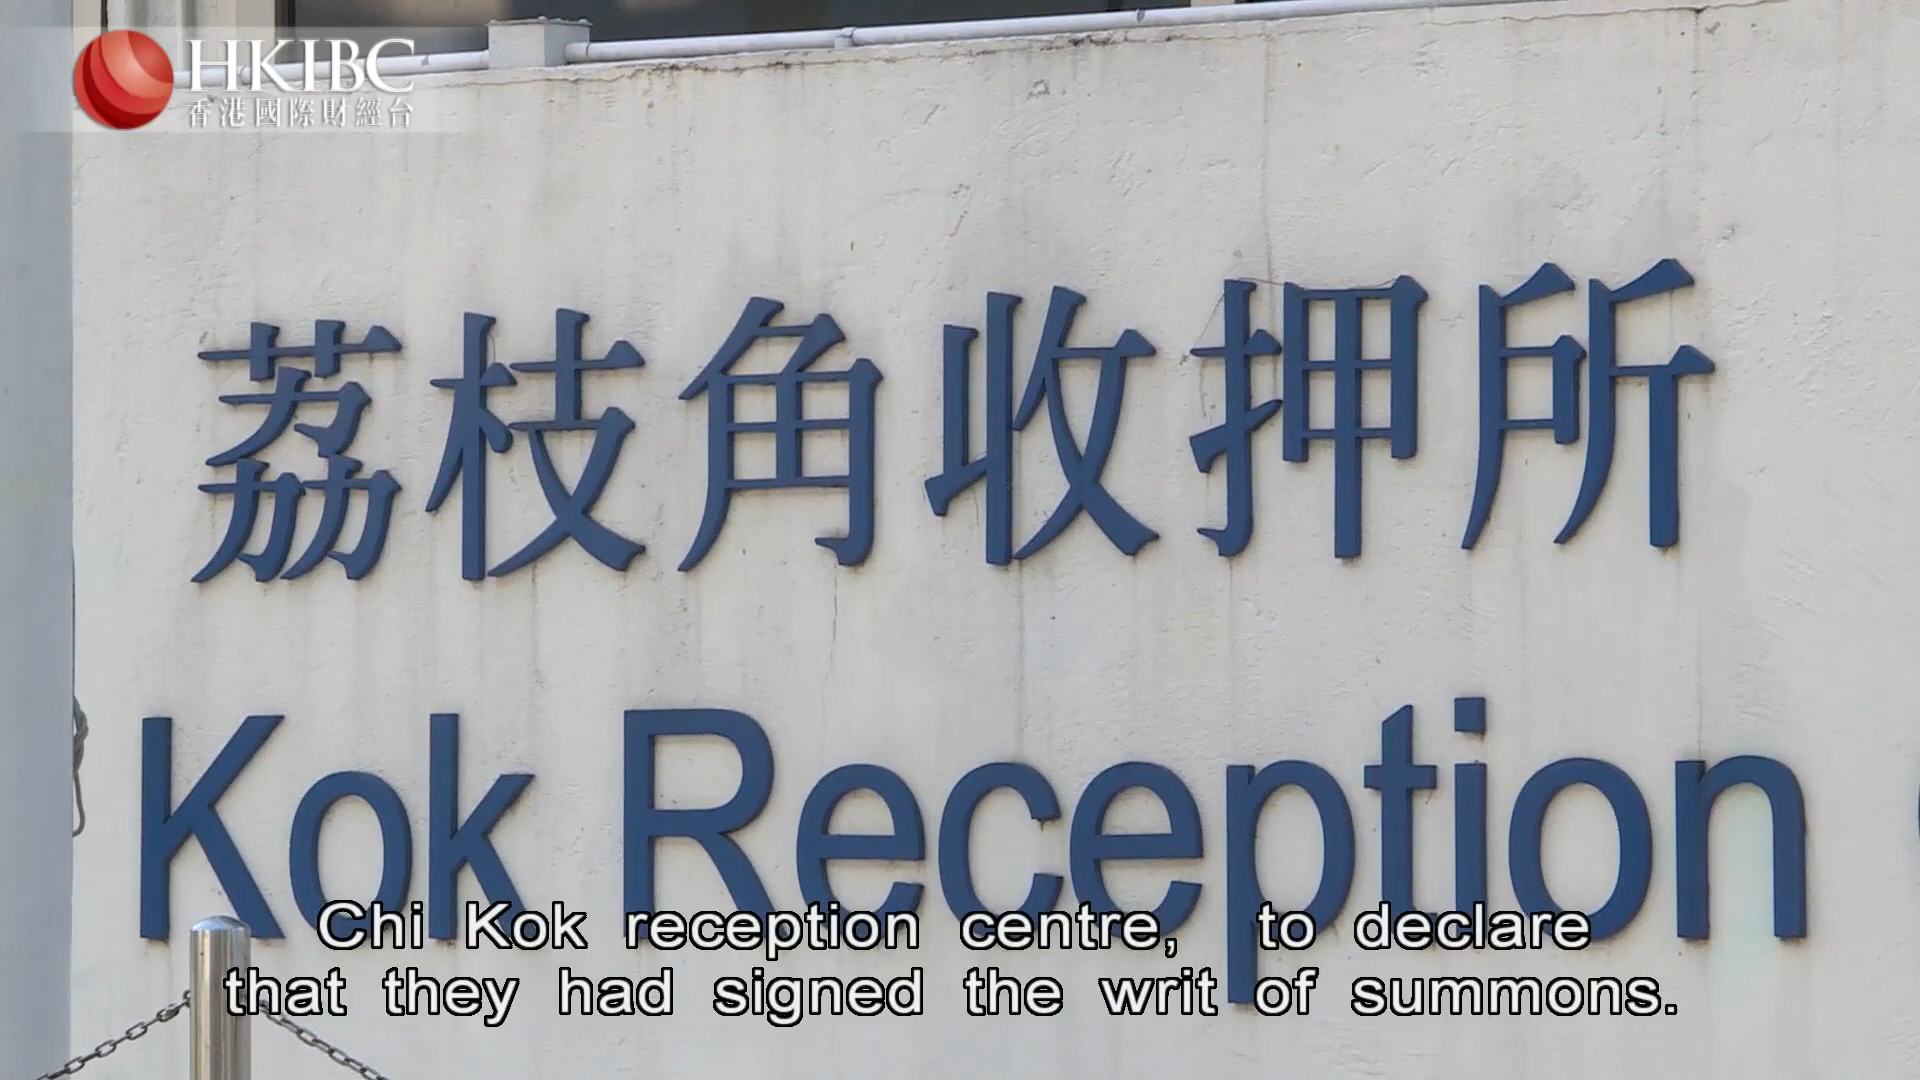 HKIBC
香港國際財經台
荔枝角收押所
Kok Reception
Chi Kok reception centre, to declare
that they had signed the writ of summons.